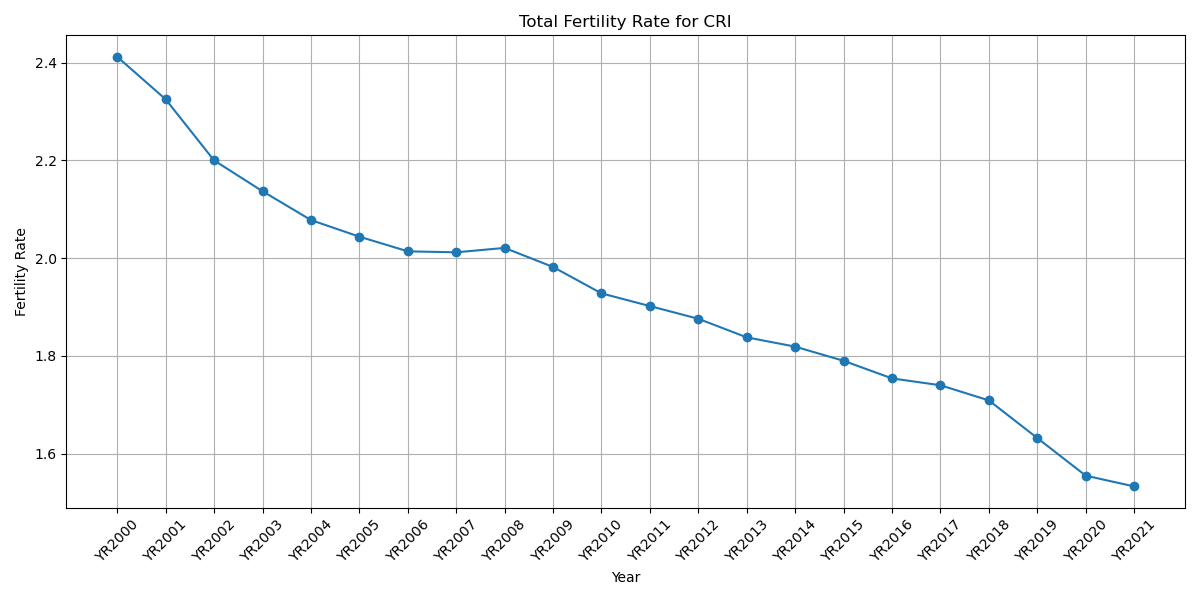 Total Fertility Rate for CRI
Fertility Rate
2.4
2.2
2.0
1.8
1.6
YR2000
YR2001
YR2002
YR2003
YR2004
YR2005
YR2006
YR2007
YR2008
YR2009
YR2010
YR2011
YR2012
YR2013
YR2014
YR2015
YR2016
YR2017
YR2018
YR2019
YR2020
YR2021
Year